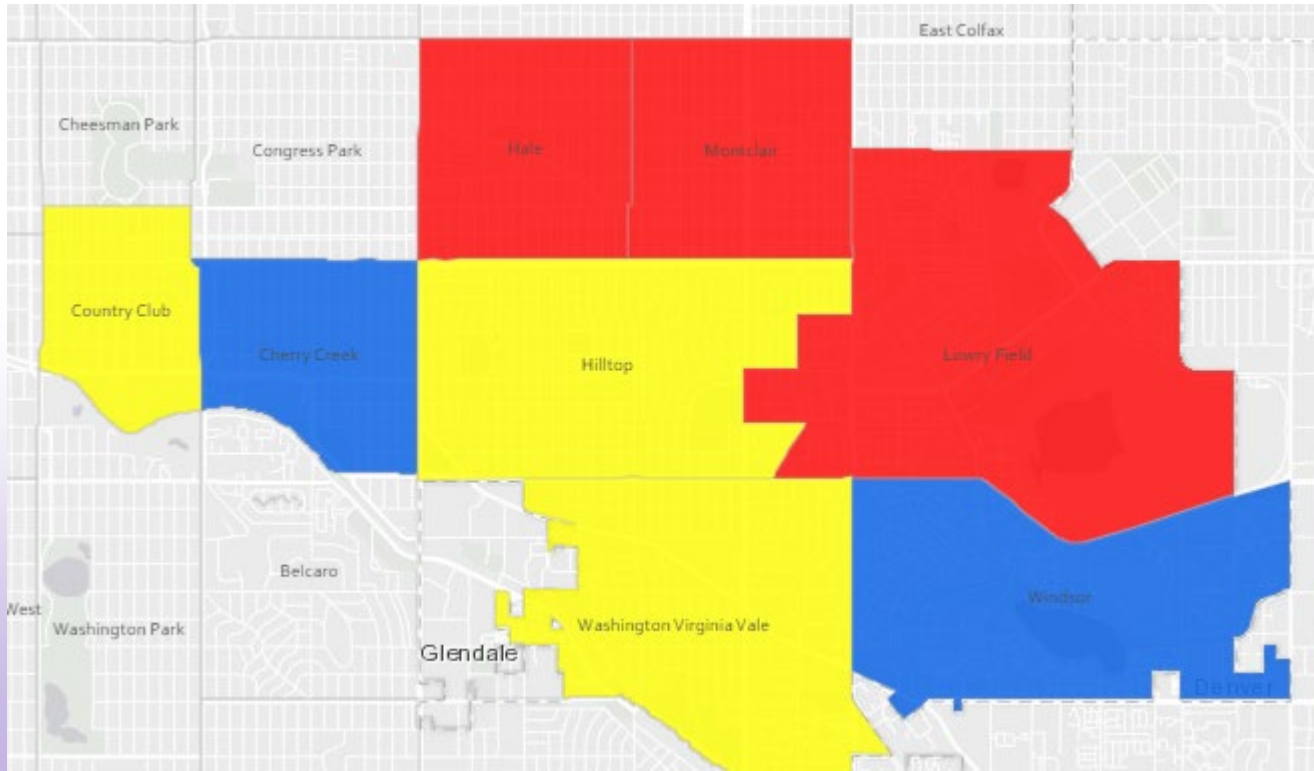 East Colfax
Cheesman Park
Congress Park
Hale
Montclair
Country Club
Cherry Creek
Hilltop
Lowry Field
Belcaro
Windsor
West
Washington Park
Washington Virginia Vale
Glendale
Denver